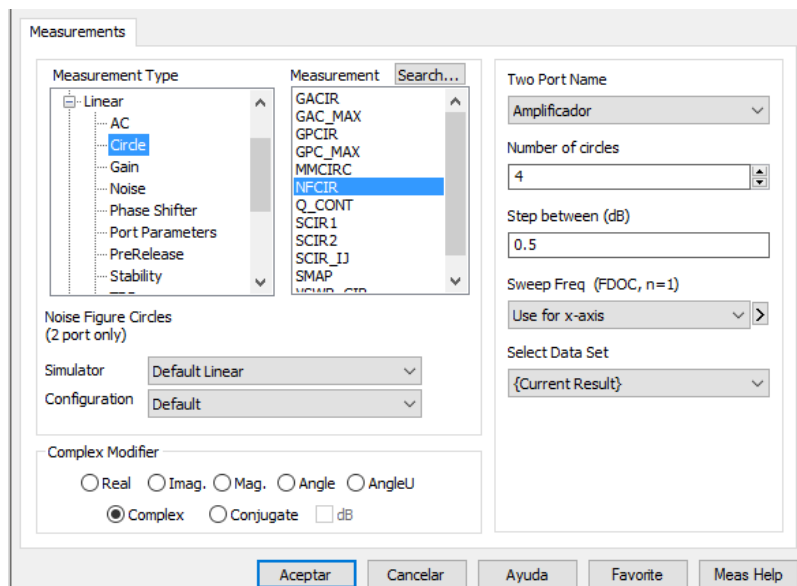 Measurements
Measurement Type
Linear
AC
Circle
Gain
Noise
Phase Shifter
Port Parameters
PreRelease
Stability
Measurement
Search...
GACIR
GAC_MAX
GPCIR
GPC_MAX
MMCIRC
NFCIR
Q_CONT
SCIR1
SCIR2
SCIR_IJ
SMAP
Noise Figure Circles
(2 port only)
Simulator
Default Linear
Configuration
Default
Complex Modifier
Real Imag. Mag. Angle AngleU
Complex Conjugate dB
Two Port Name
Amplificador
Number of circles
4
Step between (dB)
0.5
Sweep Freq (FDOC, n=1)
Use for x-axis >
Select Data Set
{Current Result}
Aceptar Cancelar Ayuda Favorite Meas Help